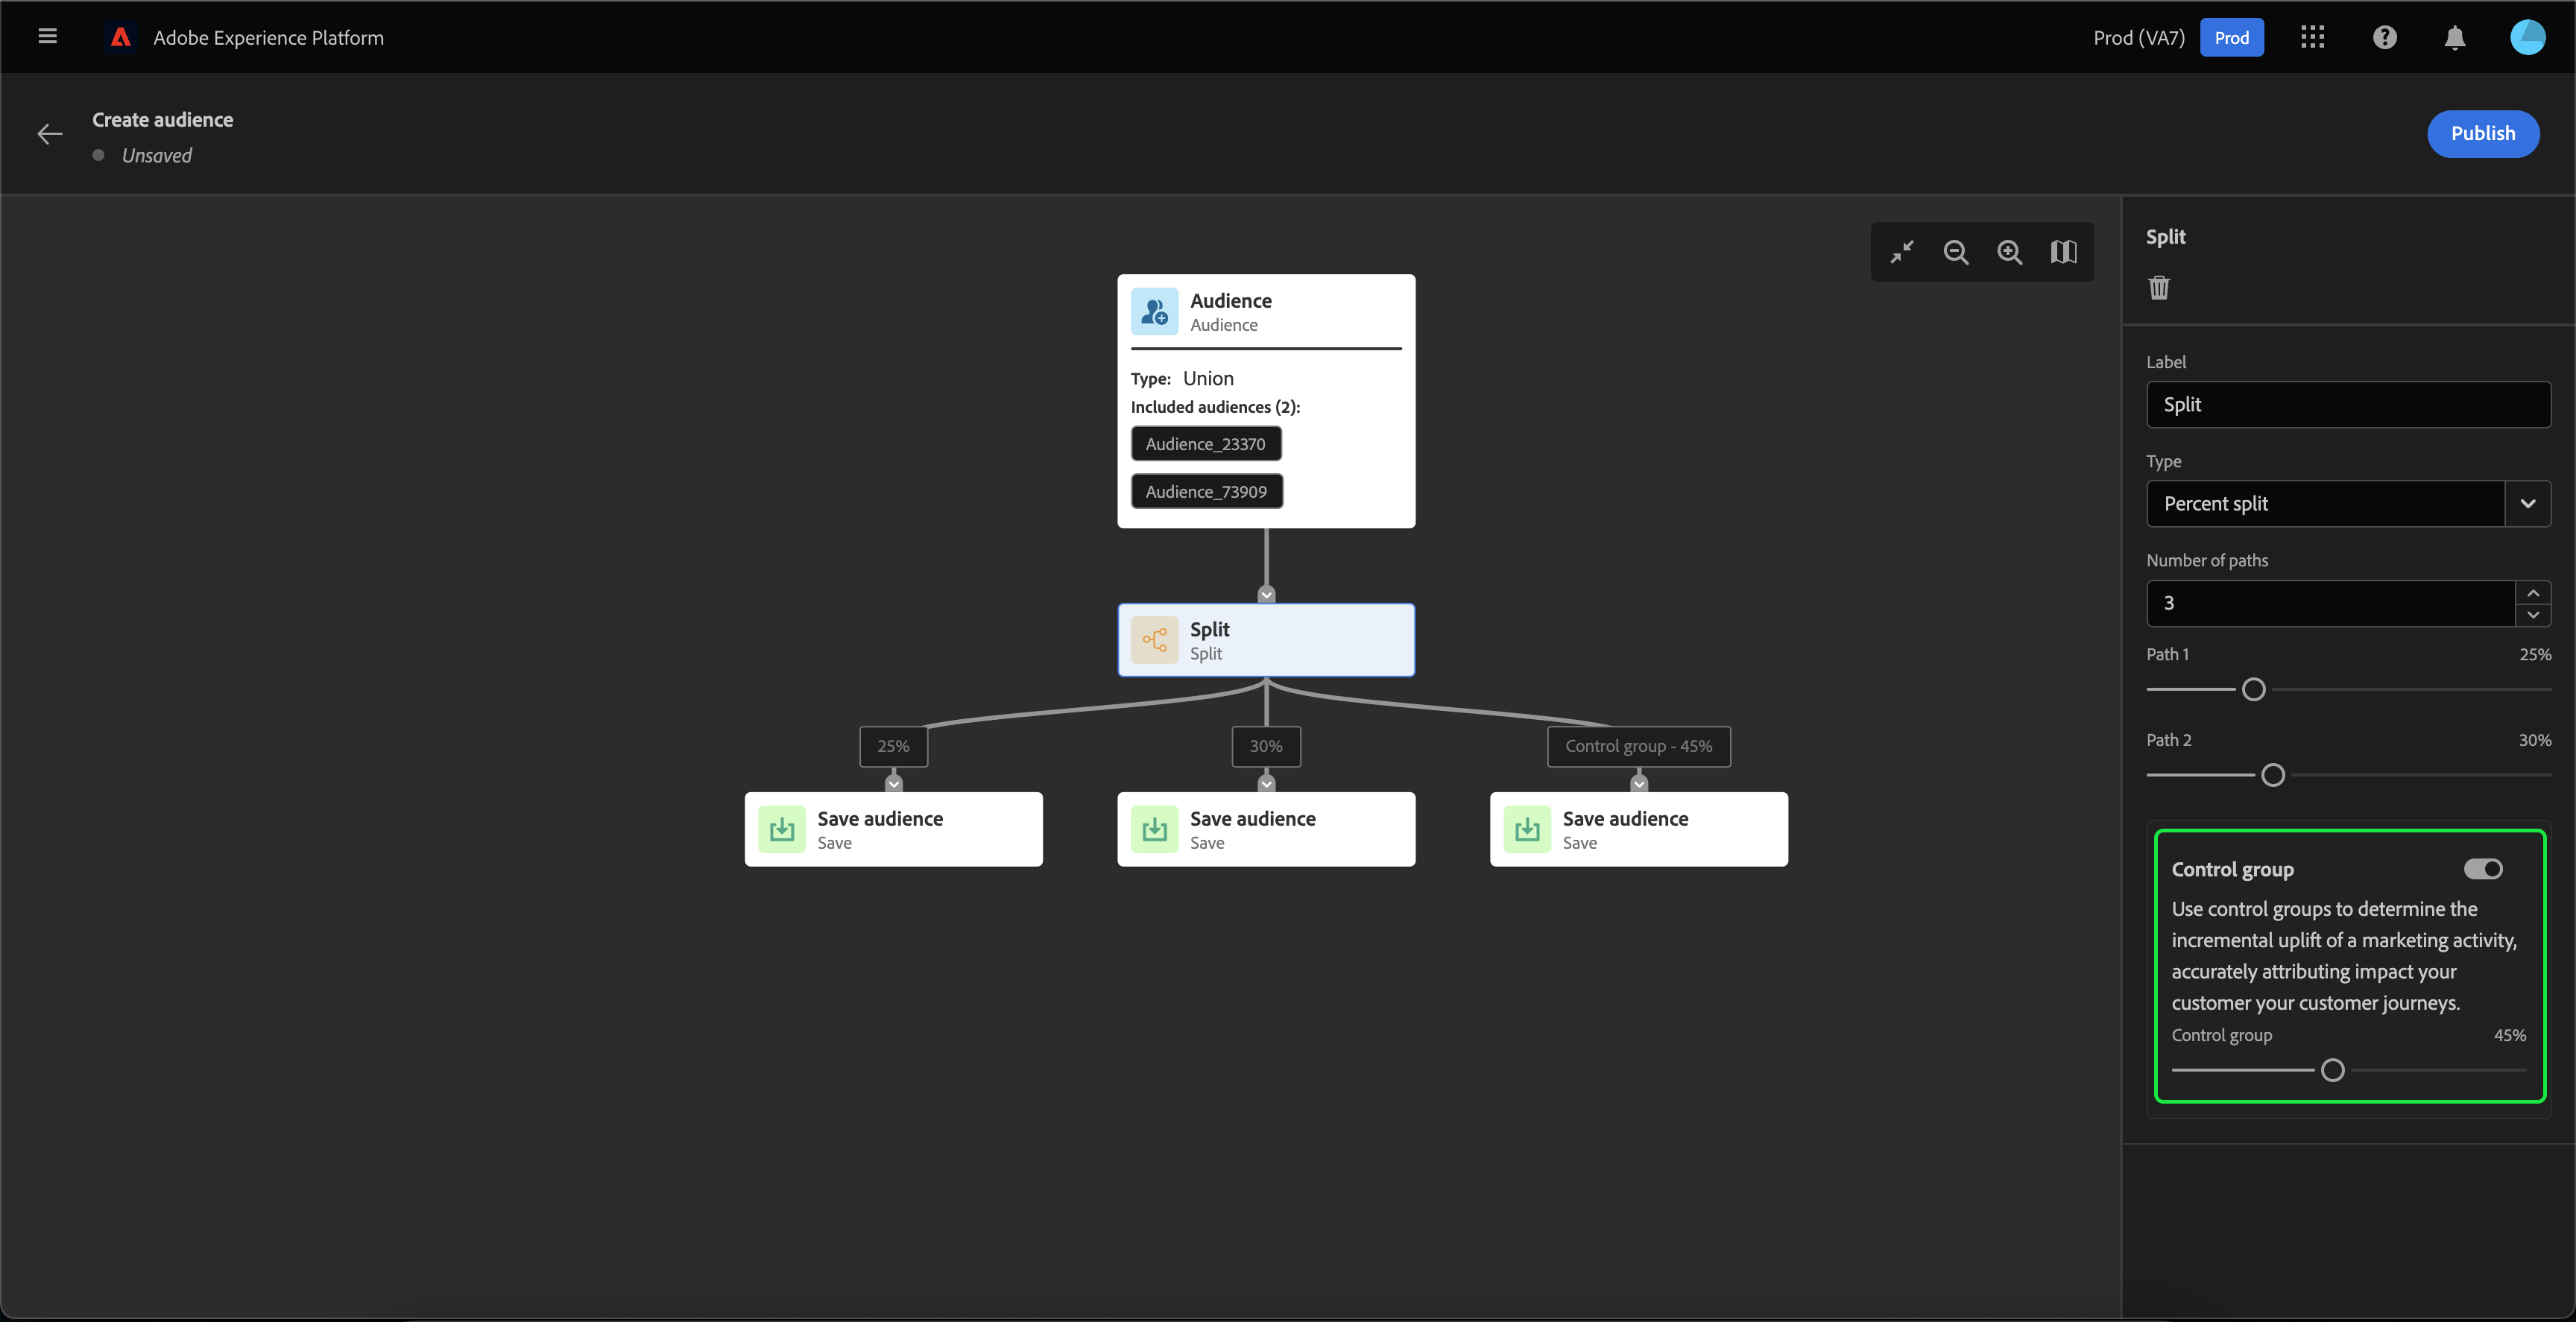 Adobe Experience Platform
Prod (VA7)
Prod
Create audience
Unsaved
Publish
Audience
Audience
Type: Union
Included audiences (2):
Audience_23370
Audience_73909
Split
Split
25%
30%
Control group - 45%
Save audience
Save
Save audience
Save
Save audience
Save
Split
Label
Split
Type
Percent split
Number of paths
3
Path 1
25%
Path 2
30%
Control group
Use control groups to determine the
incremental uplift of a marketing activity,
accurately attributing impact your
customer your customer journeys.
Control group
45%